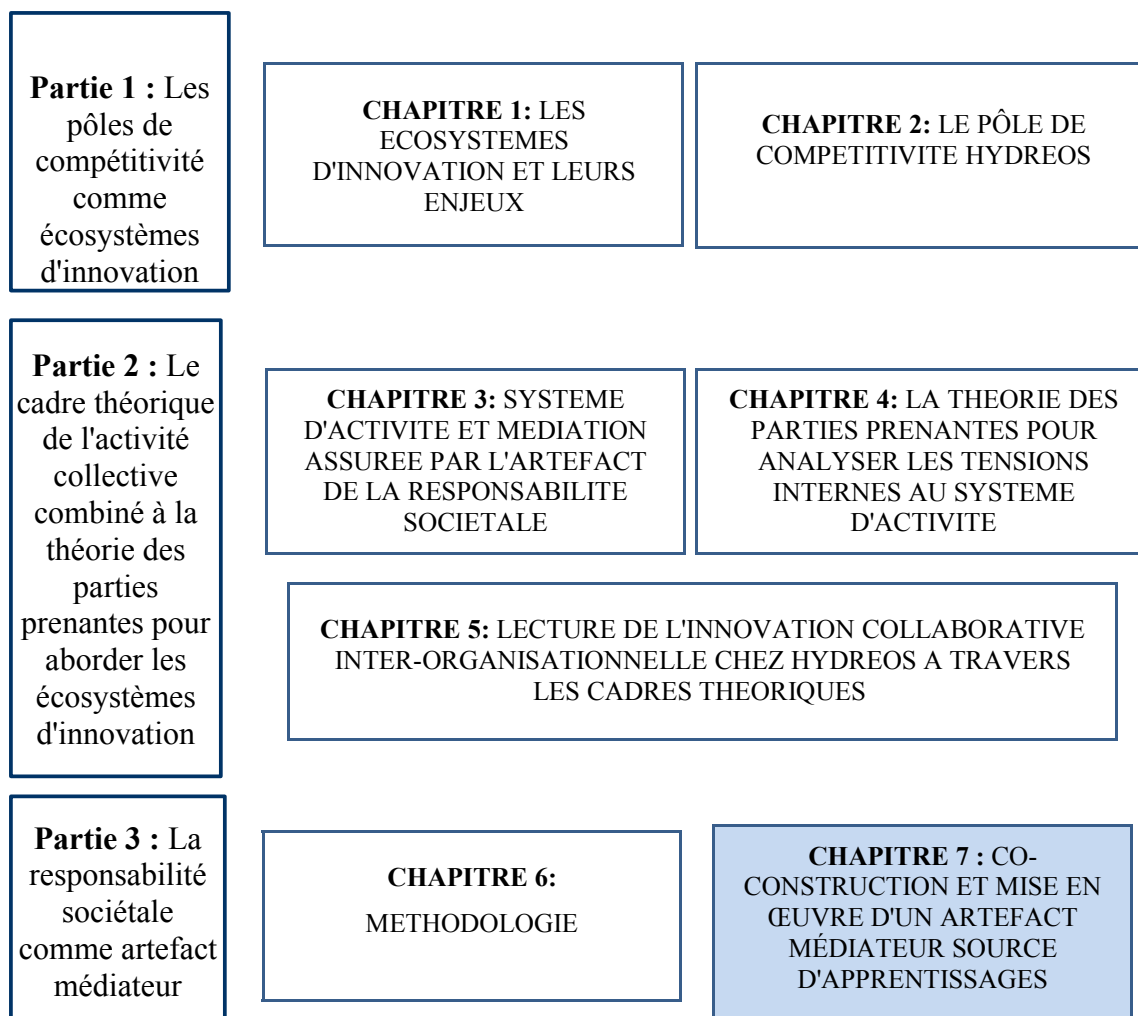 Partie 1 : Les
pôles de
compétitivité
comme
écosystèmes
d'innovation
CHAPITRE 1: LES
ECOSYSTEMES
D'INNOVATION ET LEURS
ENJEUX
CHAPITRE 2: LE PÔLE DE
COMPETITIVITE HYDREOS
Partie 2 : Le
cadre théorique
de l'activité
collective
combiné à la
théorie des
parties
prenantes pour
aborder les
écosystèmes
d'innovation
CHAPITRE 3: SYSTEME
D'ACTIVITE ET MEDIATION
ASSUREE PAR L'ARTEFACT
DE LA RESPONSABILITE
SOCIETALE
CHAPITRE 4: LA THEORIE DES
PARTIES PRENANTES POUR
ANALYSER LES TENSIONS
INTERNES AU SYSTEME
D'ACTIVITE
CHAPITRE 5: LECTURE DE L'INNOVATION COLLABORATIVE
INTER-ORGANISATIONNELLE CHEZ HYDREOS A TRAVERS
LES CADRES THEORIQUES
Partie 3 : La
responsabilité
sociétale
comme artefact
médiateur
CHAPITRE 6:
METHODOLOGIE
CHAPITRE 7 : CO-
CONSTRUCTION ET MISE EN
ŒUVRE D'UN ARTEFACT
MÉDIATEUR SOURCE
D'APPRENTISSAGES